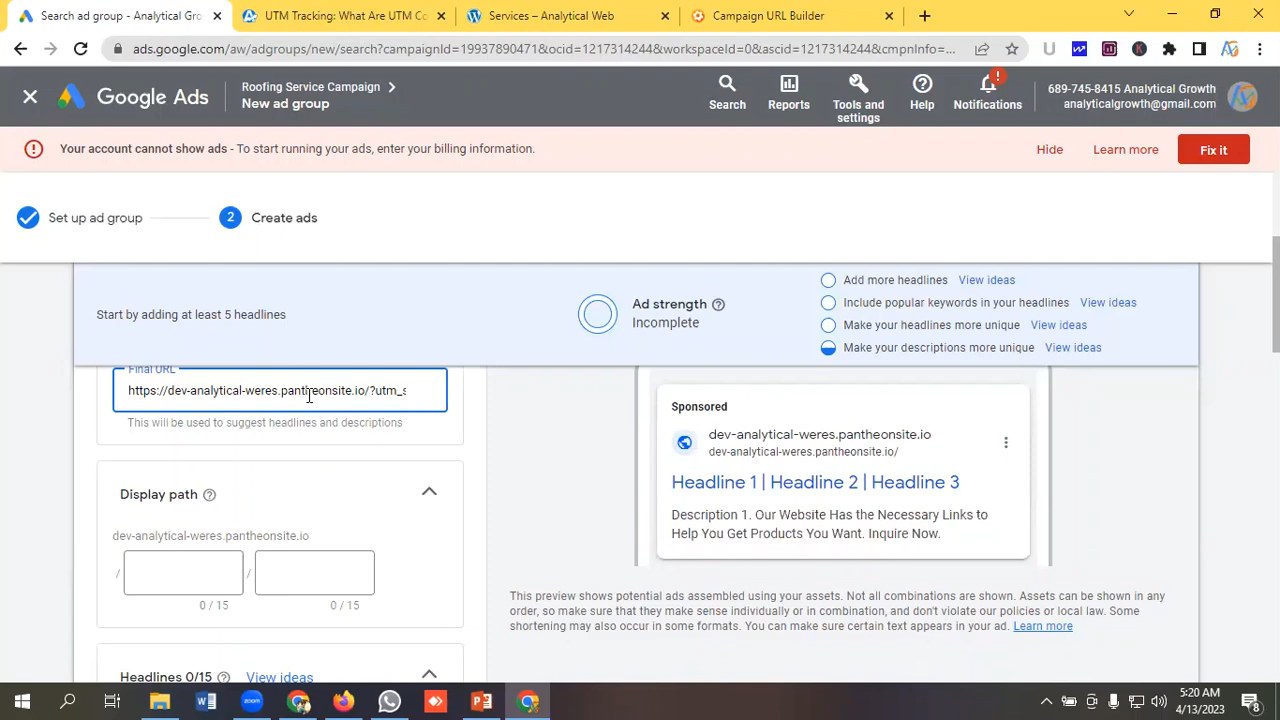 Search ad group - Analytical Gro
UTM Tracking: What Are UTM Co
Services – Analytical Web
Campaign URL Builder
ads.google.com/aw/adgroups/new/search?campaignId=19937890471&ocid=1217314244&workspaceId=0&ascid=1217314244&cmpnInfo=...
Google Ads
Roofing Service Campaign
New ad group
Search
Reports
Tools and settings
Help
Notifications
689-745-8415 Analytical Growth
analyticalgrowth@gmail.com
Your account cannot show ads - To start running your ads, enter your billing information.
Hide
Learn more
Fix it
Set up ad group
2
Create ads
Start by adding at least 5 headlines
Ad strength
Incomplete
Add more headlines View ideas
Include popular keywords in your headlines View ideas
Make your headlines more unique View ideas
Make your descriptions more unique View ideas
Final URL
https://dev-analytical-weres.pantheonsite.io/?utm_s
This will be used to suggest headlines and descriptions
Display path
dev-analytical-weres.pantheonsite.io
/ /
0 / 15 0 / 15
Headlines 0/15 View ideas
Sponsored
dev-analytical-weres.pantheonsite.io
dev-analytical-weres.pantheonsite.io/
Headline 1 | Headline 2 | Headline 3
Description 1. Our Website Has the Necessary Links to
Help You Get Products You Want. Inquire Now.
This preview shows potential ads assembled using your assets. Not all combinations are shown. Assets can be shown in any
order, so make sure that they make sense individually or in combination, and don't violate our policies or local law. Some
shortening may also occur in some formats. You can make sure certain text appears in your ad. Learn more
5:20 AM
4/13/2023
8